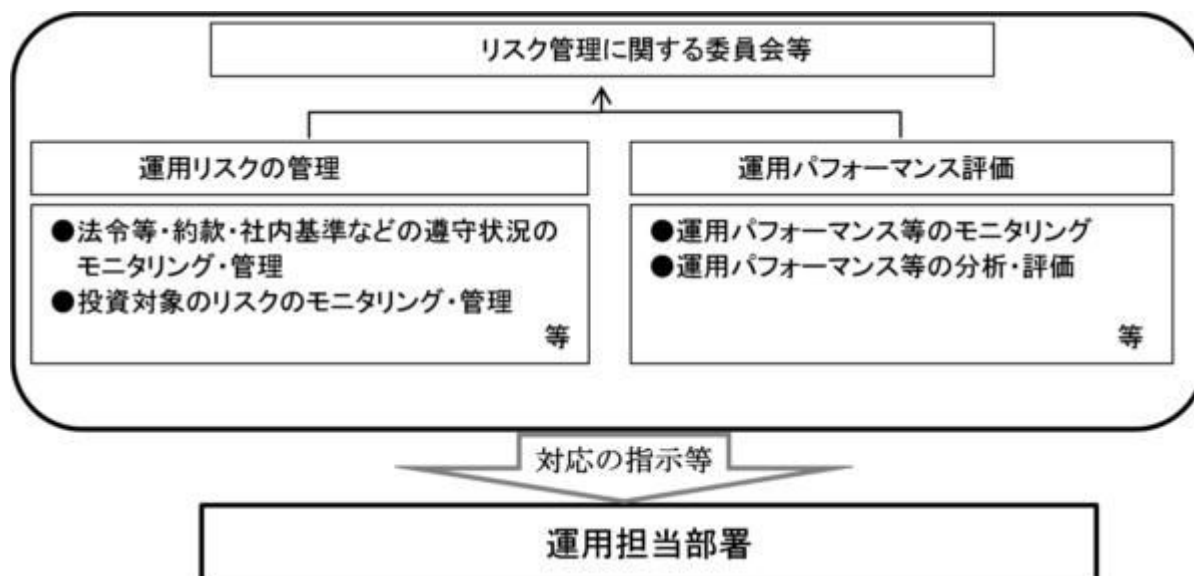 リスク管理に関する委員会等
運用リスクの管理
●法令等・約款・社内基準などの遵守状況の
モニタリング・管理
●投資対象のリスクのモニタリング・管理
等
運用パフォーマンス評価
●運用パフォーマンス等のモニタリング
●運用パフォーマンス等の分析・評価
等
対応の指示等
運用担当部署